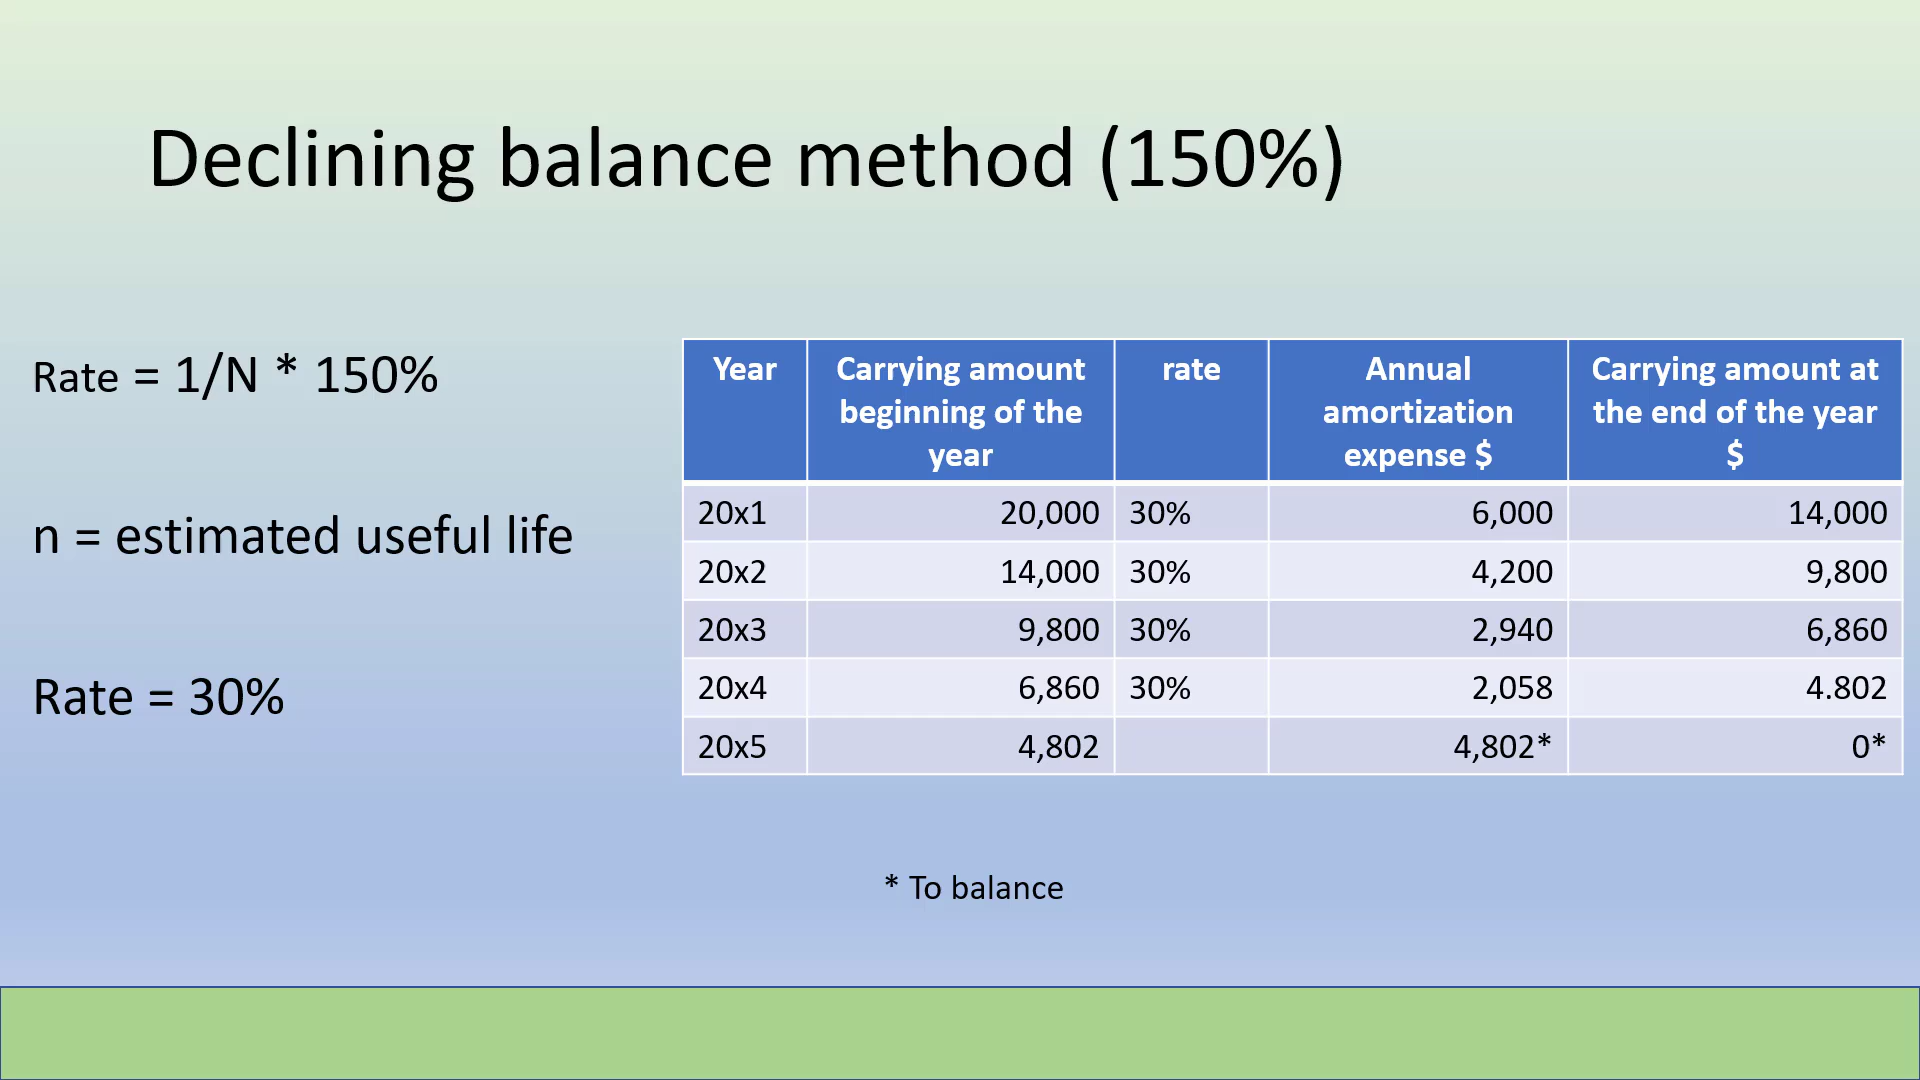 Declining balance method (150%)
Rate = 1/N * 150%
n = estimated useful life
Rate = 30%
Year Carrying amount beginning of the year rate Annual amortization expense $ Carrying amount at the end of the year $
20x1 20,000 30% 6,000 14,000
20x2 14,000 30% 4,200 9,800
20x3 9,800 30% 2,940 6,860
20x4 6,860 30% 2,058 4.802
20x5 4,802 4,802* 0*
* To balance